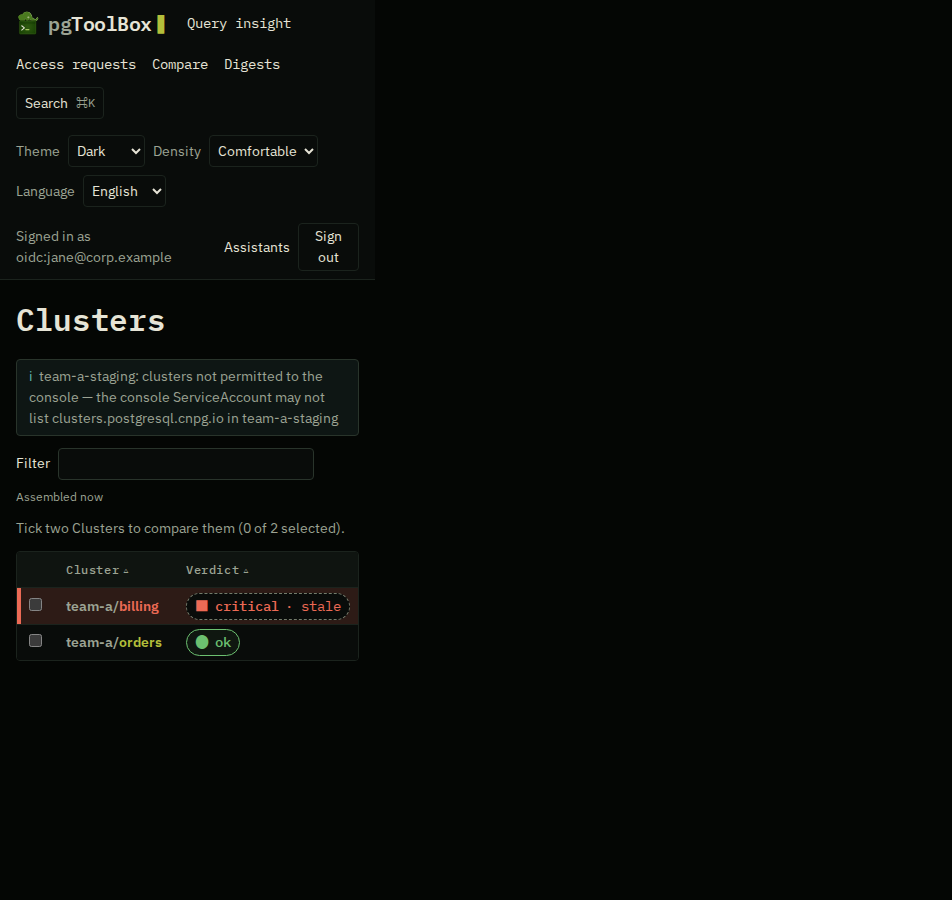 pgToolBox Query insight
Access requests Compare Digests
Search ⌘K
Theme Dark Density Comfortable
Language English
Signed in as
oidc:jane@corp.example
Assistants
Sign
out
Clusters
i team-a-staging: clusters not permitted to the
console — the console ServiceAccount may not
list clusters.postgresql.cnpg.io in team-a-staging
Filter
Assembled now
Tick two Clusters to compare them (0 of 2 selected).
Cluster Verdict
team-a/billing critical · stale
team-a/orders ok